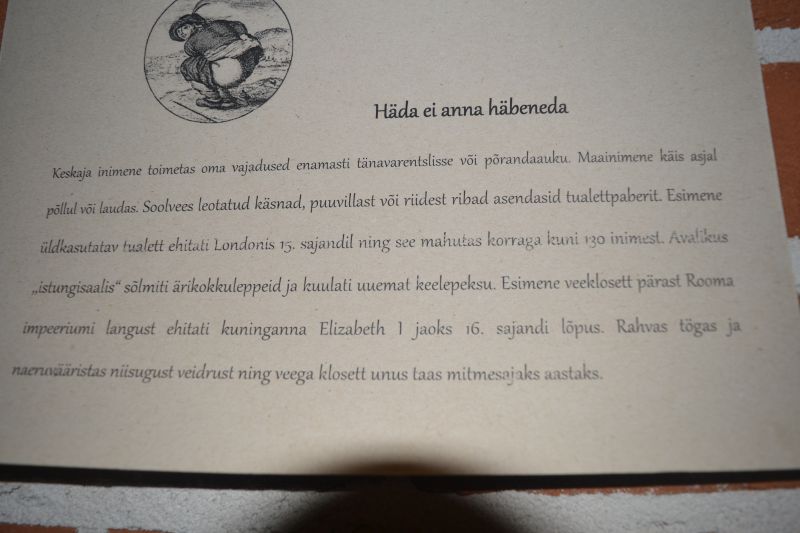 Häda ei anna häbeneda
Keskaja inimene toimetas oma vajadused enamasti tänavarentslisse või põrandaauku. Maainimene käis asjal
põllul või laudas. Soolvees leotatud käsnad, puuvillast või riidest ribad asendasid tualettpaberit. Esimene
üldkasutatav tualett ehitati Londonis 15. sajandil ning see mahutas korraga kuni 130 inimest. Avalikus
„istungisaalis“ sõlmiti ärikokkuleppeid ja kuulati uuemat keelepeksu. Esimene veeklosett pärast Rooma
impeeriumi langust ehitati kuninganna Elizabeth I jaoks 16. sajandi lõpus. Rahvas tögas ja
naeruvääristas niisugust veidrust ning veega klosett unus taas mitmesajaks aastaks.